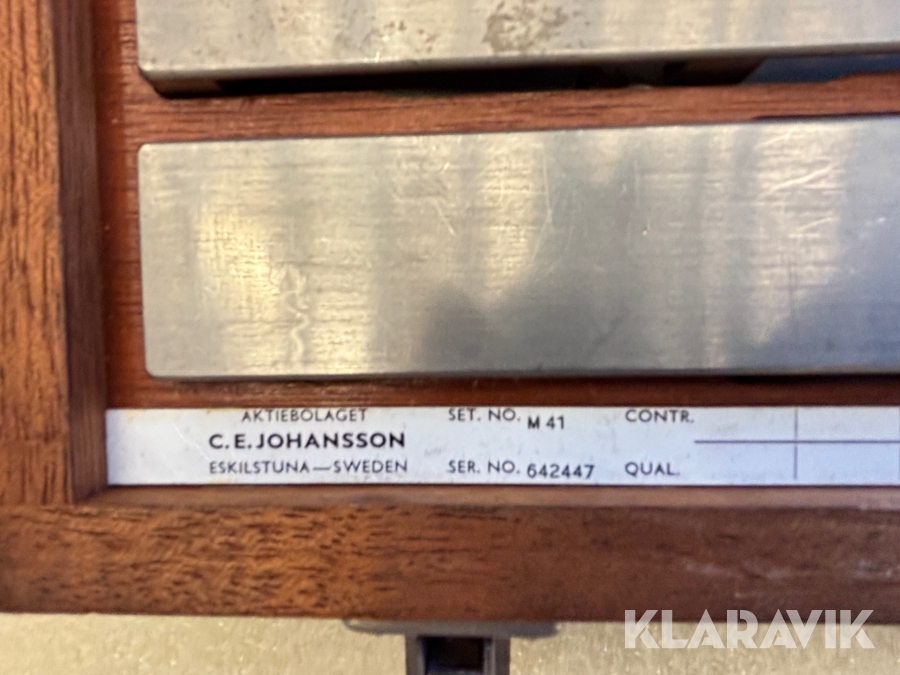 AKTIEBOLAGET SET. NO. M 41 CONTR.
C. E. JOHANSSON
ESKILSTUNA—SWEDEN SER. NO. 642447 QUAL.
KLARAVIK